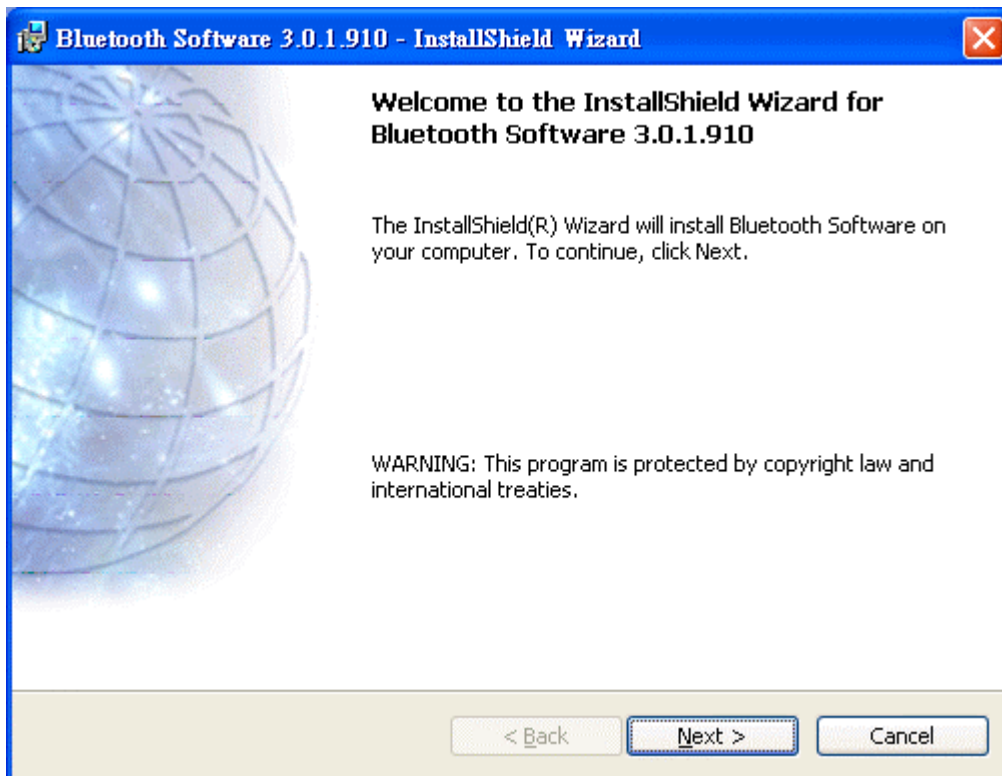 Bluetooth Software 3.0.1.910 - InstallShield Wizard
Welcome to the InstallShield Wizard for
Bluetooth Software 3.0.1.910
The InstallShield(R) Wizard will install Bluetooth Software on
your computer. To continue, click Next.
WARNING: This program is protected by copyright law and
international treaties.
< Back Next > Cancel